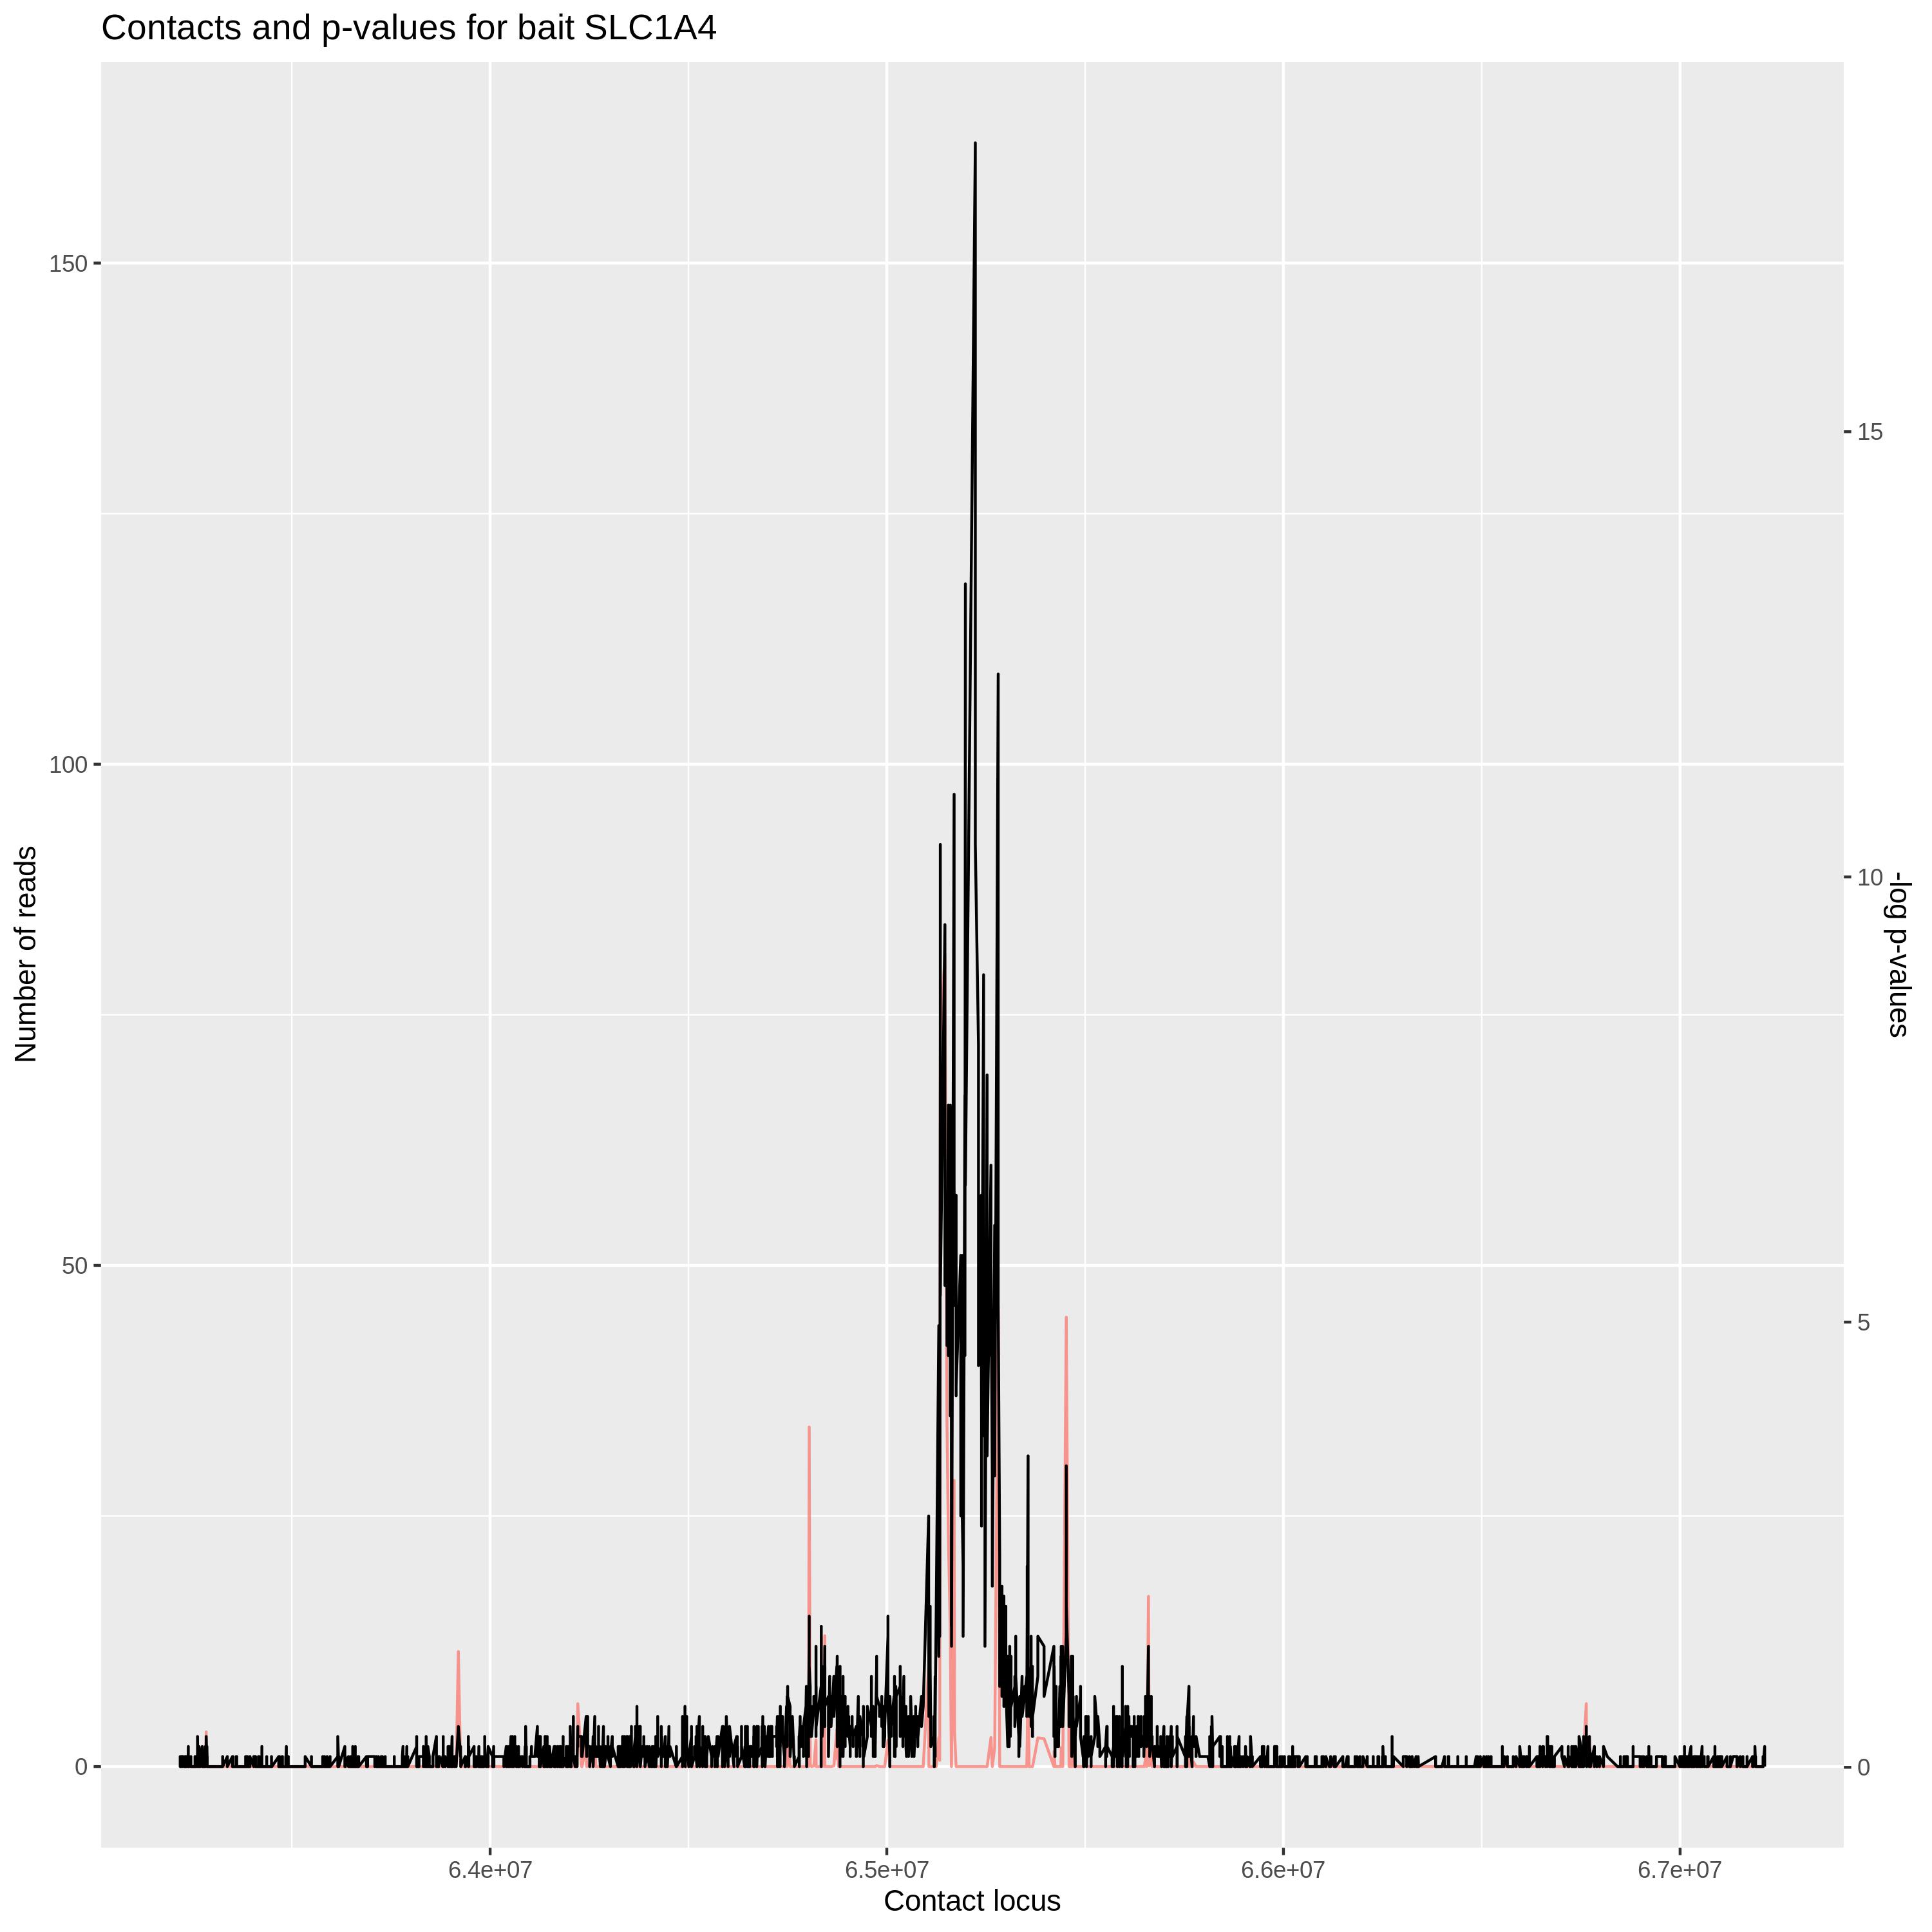 Contacts and p-values for bait SLC1A4
150
100
50
0
15
10
5
0
Number of reads
-log p-values
6.4e+07
6.5e+07
6.6e+07
6.7e+07
Contact locus